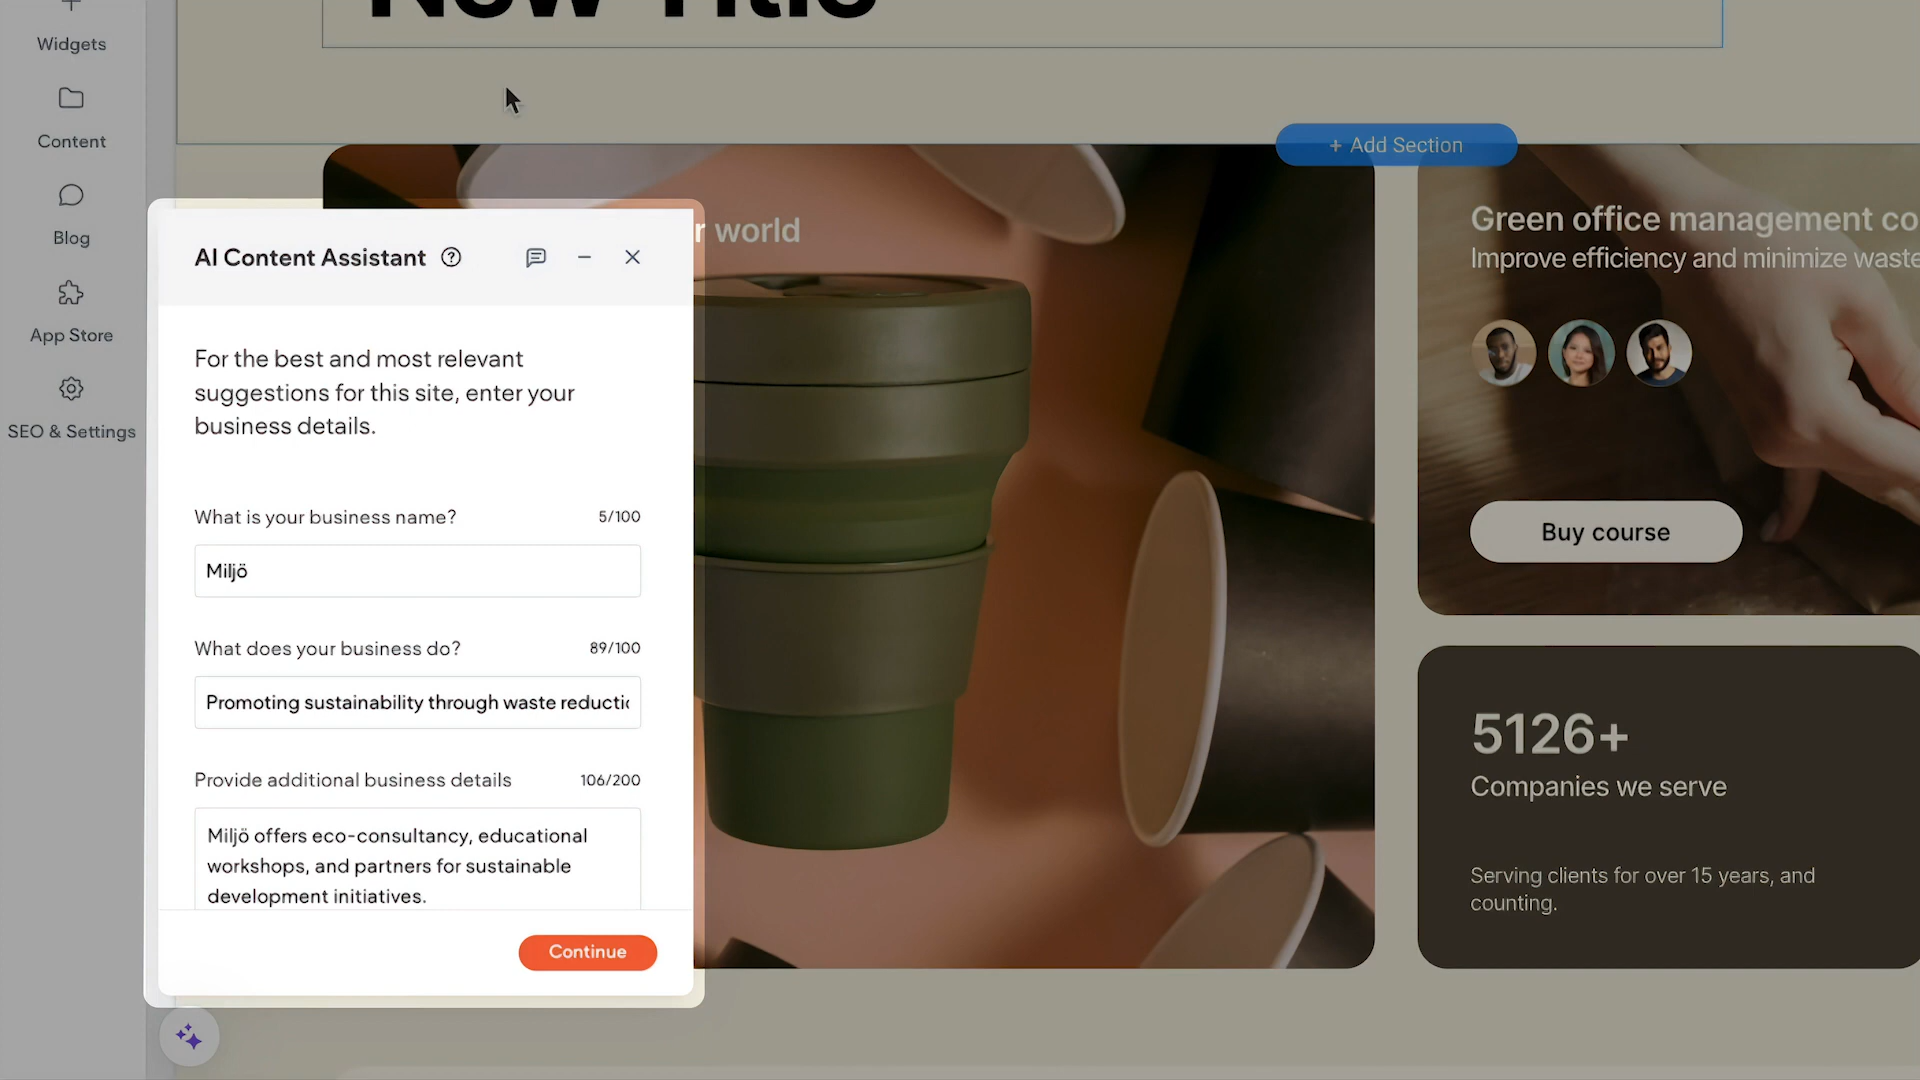 New Title
Widgets
Content
Blog
App Store
SEO & Settings
AI Content Assistant ?
For the best and most relevant
suggestions for this site, enter your
business details.
What is your business name? 5/100
Miljö
What does your business do? 89/100
Promoting sustainability through waste reductio
Provide additional business details 106/200
Miljö offers eco-consultancy, educational
workshops, and partners for sustainable
development initiatives.
Continue
+ Add Section
r world
Green office management co
Improve efficiency and minimize waste
Buy course
5126+
Companies we serve
Serving clients for over 15 years, and
counting.